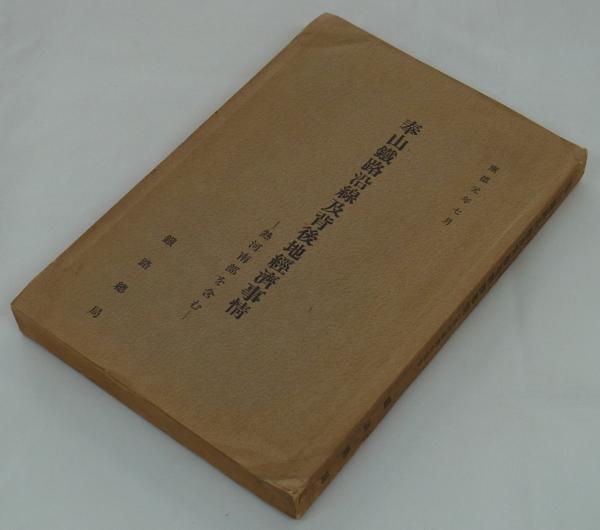 康徳元年七月
奉山鐵路沿線及背後地經濟事情
―熱河南部を含む―
鐵路總局